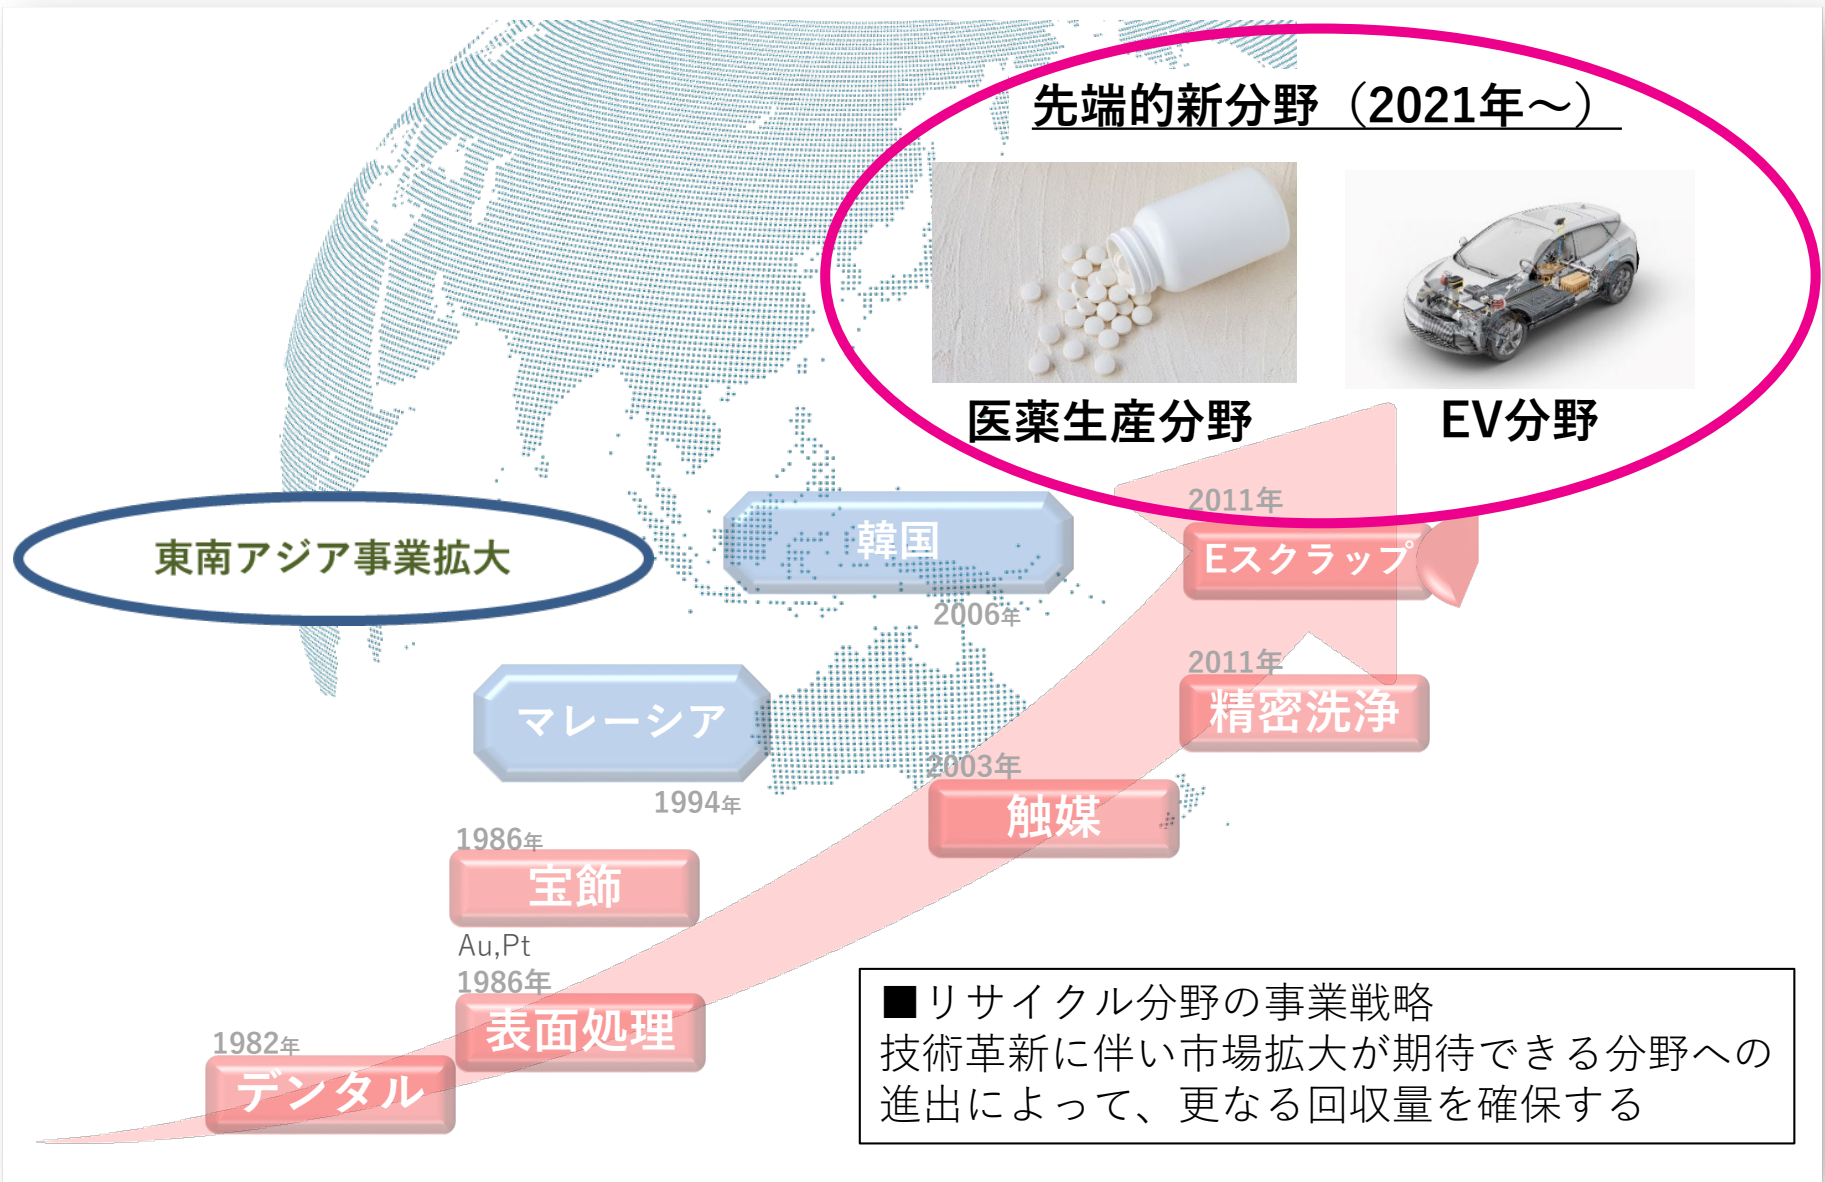 先端的新分野（2021年～）
医薬生産分野
EV分野
東南アジア事業拡大
韓国
2006年
2011年
Eスクラップ
2011年
精密洗浄
マレーシア
1994年
2003年
触媒
1986年
宝飾
Au,Pt
1986年
表面処理
1982年
デンタル
■リサイクル分野の事業戦略
技術革新に伴い市場拡大が期待できる分野への
進出によって、更なる回収量を確保する